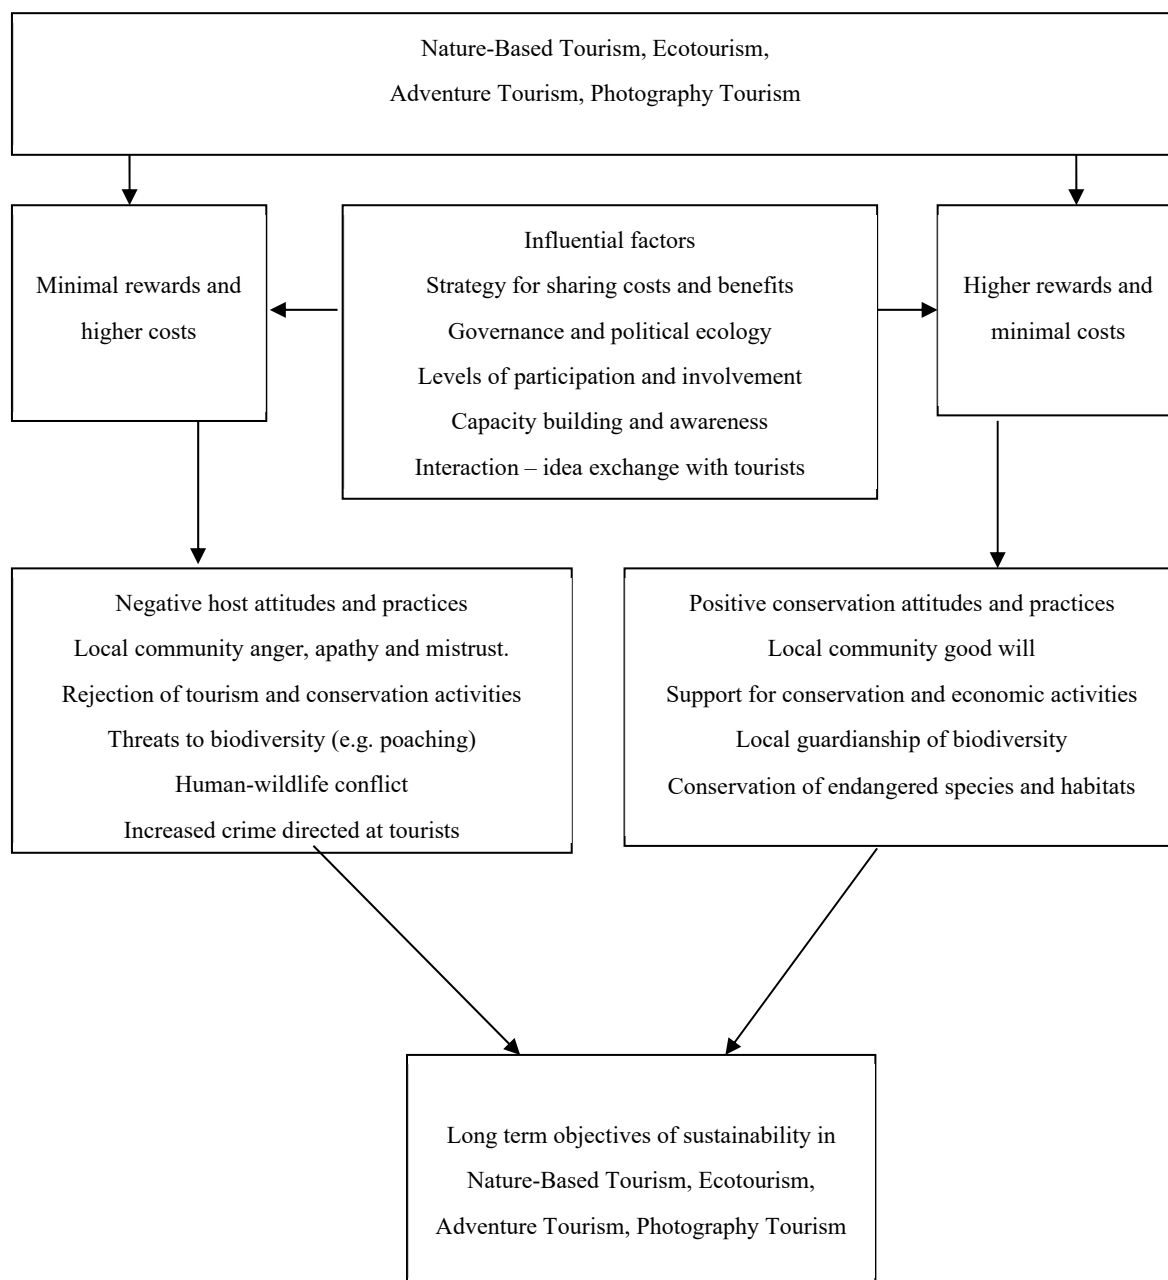 Nature-Based Tourism, Ecotourism,
Adventure Tourism, Photography Tourism
Minimal rewards and
higher costs
Influential factors
Strategy for sharing costs and benefits
Governance and political ecology
Levels of participation and involvement
Capacity building and awareness
Interaction – idea exchange with tourists
Higher rewards and
minimal costs
Negative host attitudes and practices
Local community anger, apathy and mistrust.
Rejection of tourism and conservation activities
Threats to biodiversity (e.g. poaching)
Human-wildlife conflict
Increased crime directed at tourists
Positive conservation attitudes and practices
Local community good will
Support for conservation and economic activities
Local guardianship of biodiversity
Conservation of endangered species and habitats
Long term objectives of sustainability in
Nature-Based Tourism, Ecotourism,
Adventure Tourism, Photography Tourism